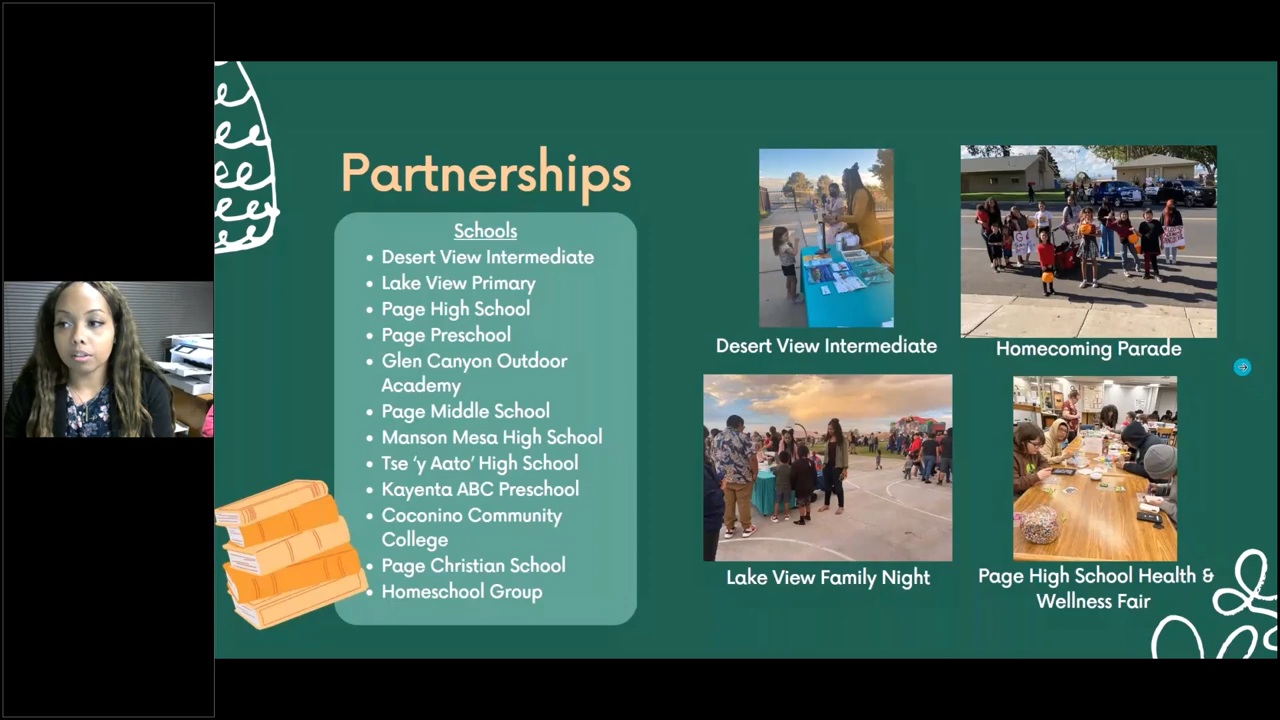 Partnerships
Schools
Desert View Intermediate
Lake View Primary
Page High School
Page Preschool
Glen Canyon Outdoor
Academy
Page Middle School
Manson Mesa High School
Tse ‘y Aato’ High School
Kayenta ABC Preschool
Coconino Community
College
Page Christian School
Homeschool Group
Desert View Intermediate
Homecoming Parade
Lake View Family Night
Page High School Health &
Wellness Fair